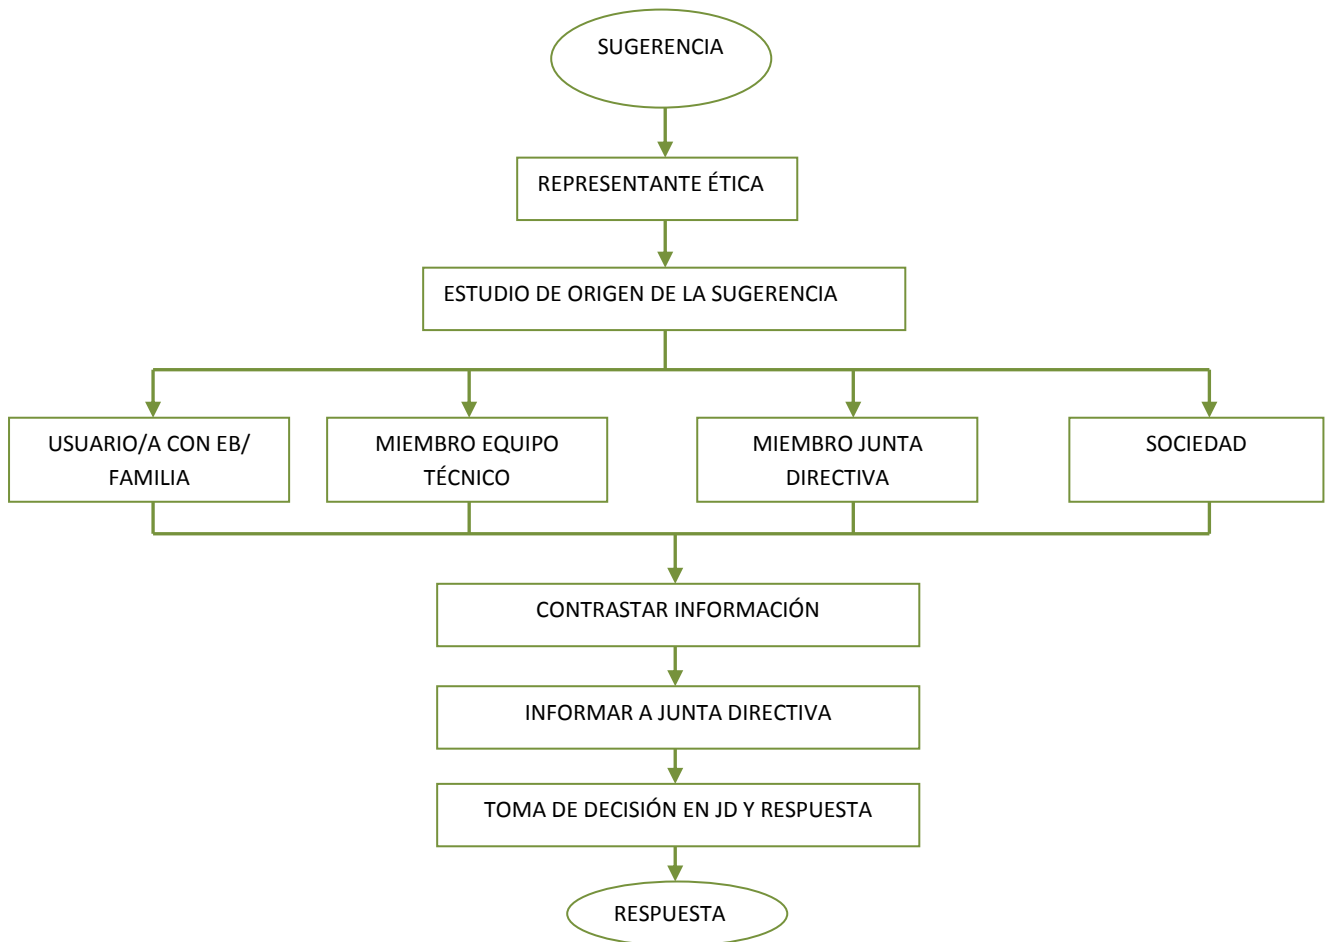 SUGERENCIA
REPRESENTANTE ÉTICA
ESTUDIO DE ORIGEN DE LA SUGERENCIA
USUARIO/A CON EB/
FAMILIA
MIEMBRO EQUIPO
TÉCNICO
MIEMBRO JUNTA
DIRECTIVA
SOCIEDAD
CONTRASTAR INFORMACIÓN
INFORMAR A JUNTA DIRECTIVA
TOMA DE DECISIÓN EN JD Y RESPUESTA
RESPUESTA